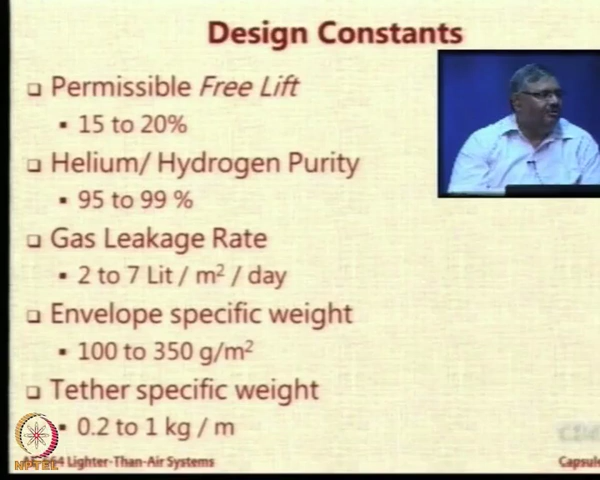 Design Constants
❑ Permissible Free Lift
▪ 15 to 20%
❑ Helium/ Hydrogen Purity
▪ 95 to 99 %
❑ Gas Leakage Rate
▪ 2 to 7 Lit / m² / day
❑ Envelope specific weight
▪ 100 to 350 g/m²
❑ Tether specific weight
▪ 0.2 to 1 kg / m
NPTEL
64 Lighter-Than-Air Systems
Capsule